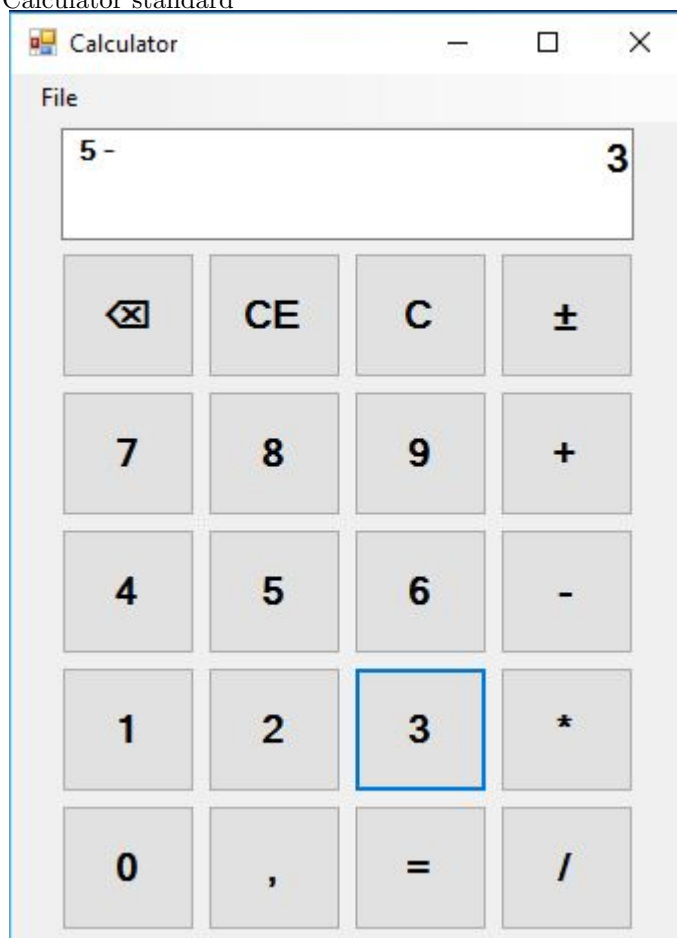 Calculator standard
Calculator
File
5 - 3
⌫ CE C ±
7 8 9 +
4 5 6 -
1 2 3 *
0 , = /